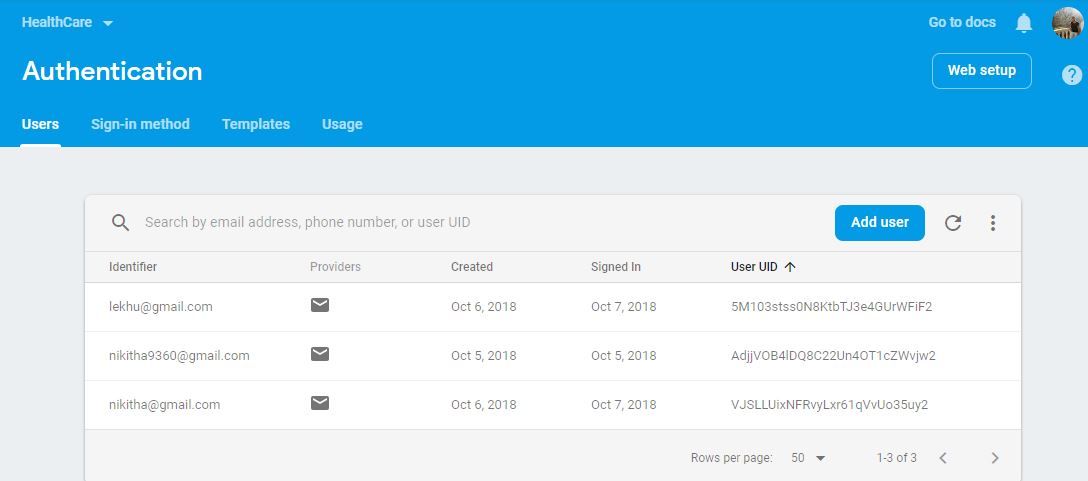 HealthCare Go to docs
Authentication Web setup
Users Sign-in method Templates Usage
Search by email address, phone number, or user UID Add user
Identifier Providers Created Signed In User UID
lekhu@gmail.com Oct 6, 2018 Oct 7, 2018 5M103stss0N8KtbTJ3e4GUrWFiF2
nikitha9360@gmail.com Oct 5, 2018 Oct 5, 2018 AdjjVOB4lDQ8C22Un4OT1cZWvjw2
nikitha@gmail.com Oct 6, 2018 Oct 7, 2018 VJSLLUixNFRvyLxr61qVvUo35uy2
Rows per page: 50 1-3 of 3